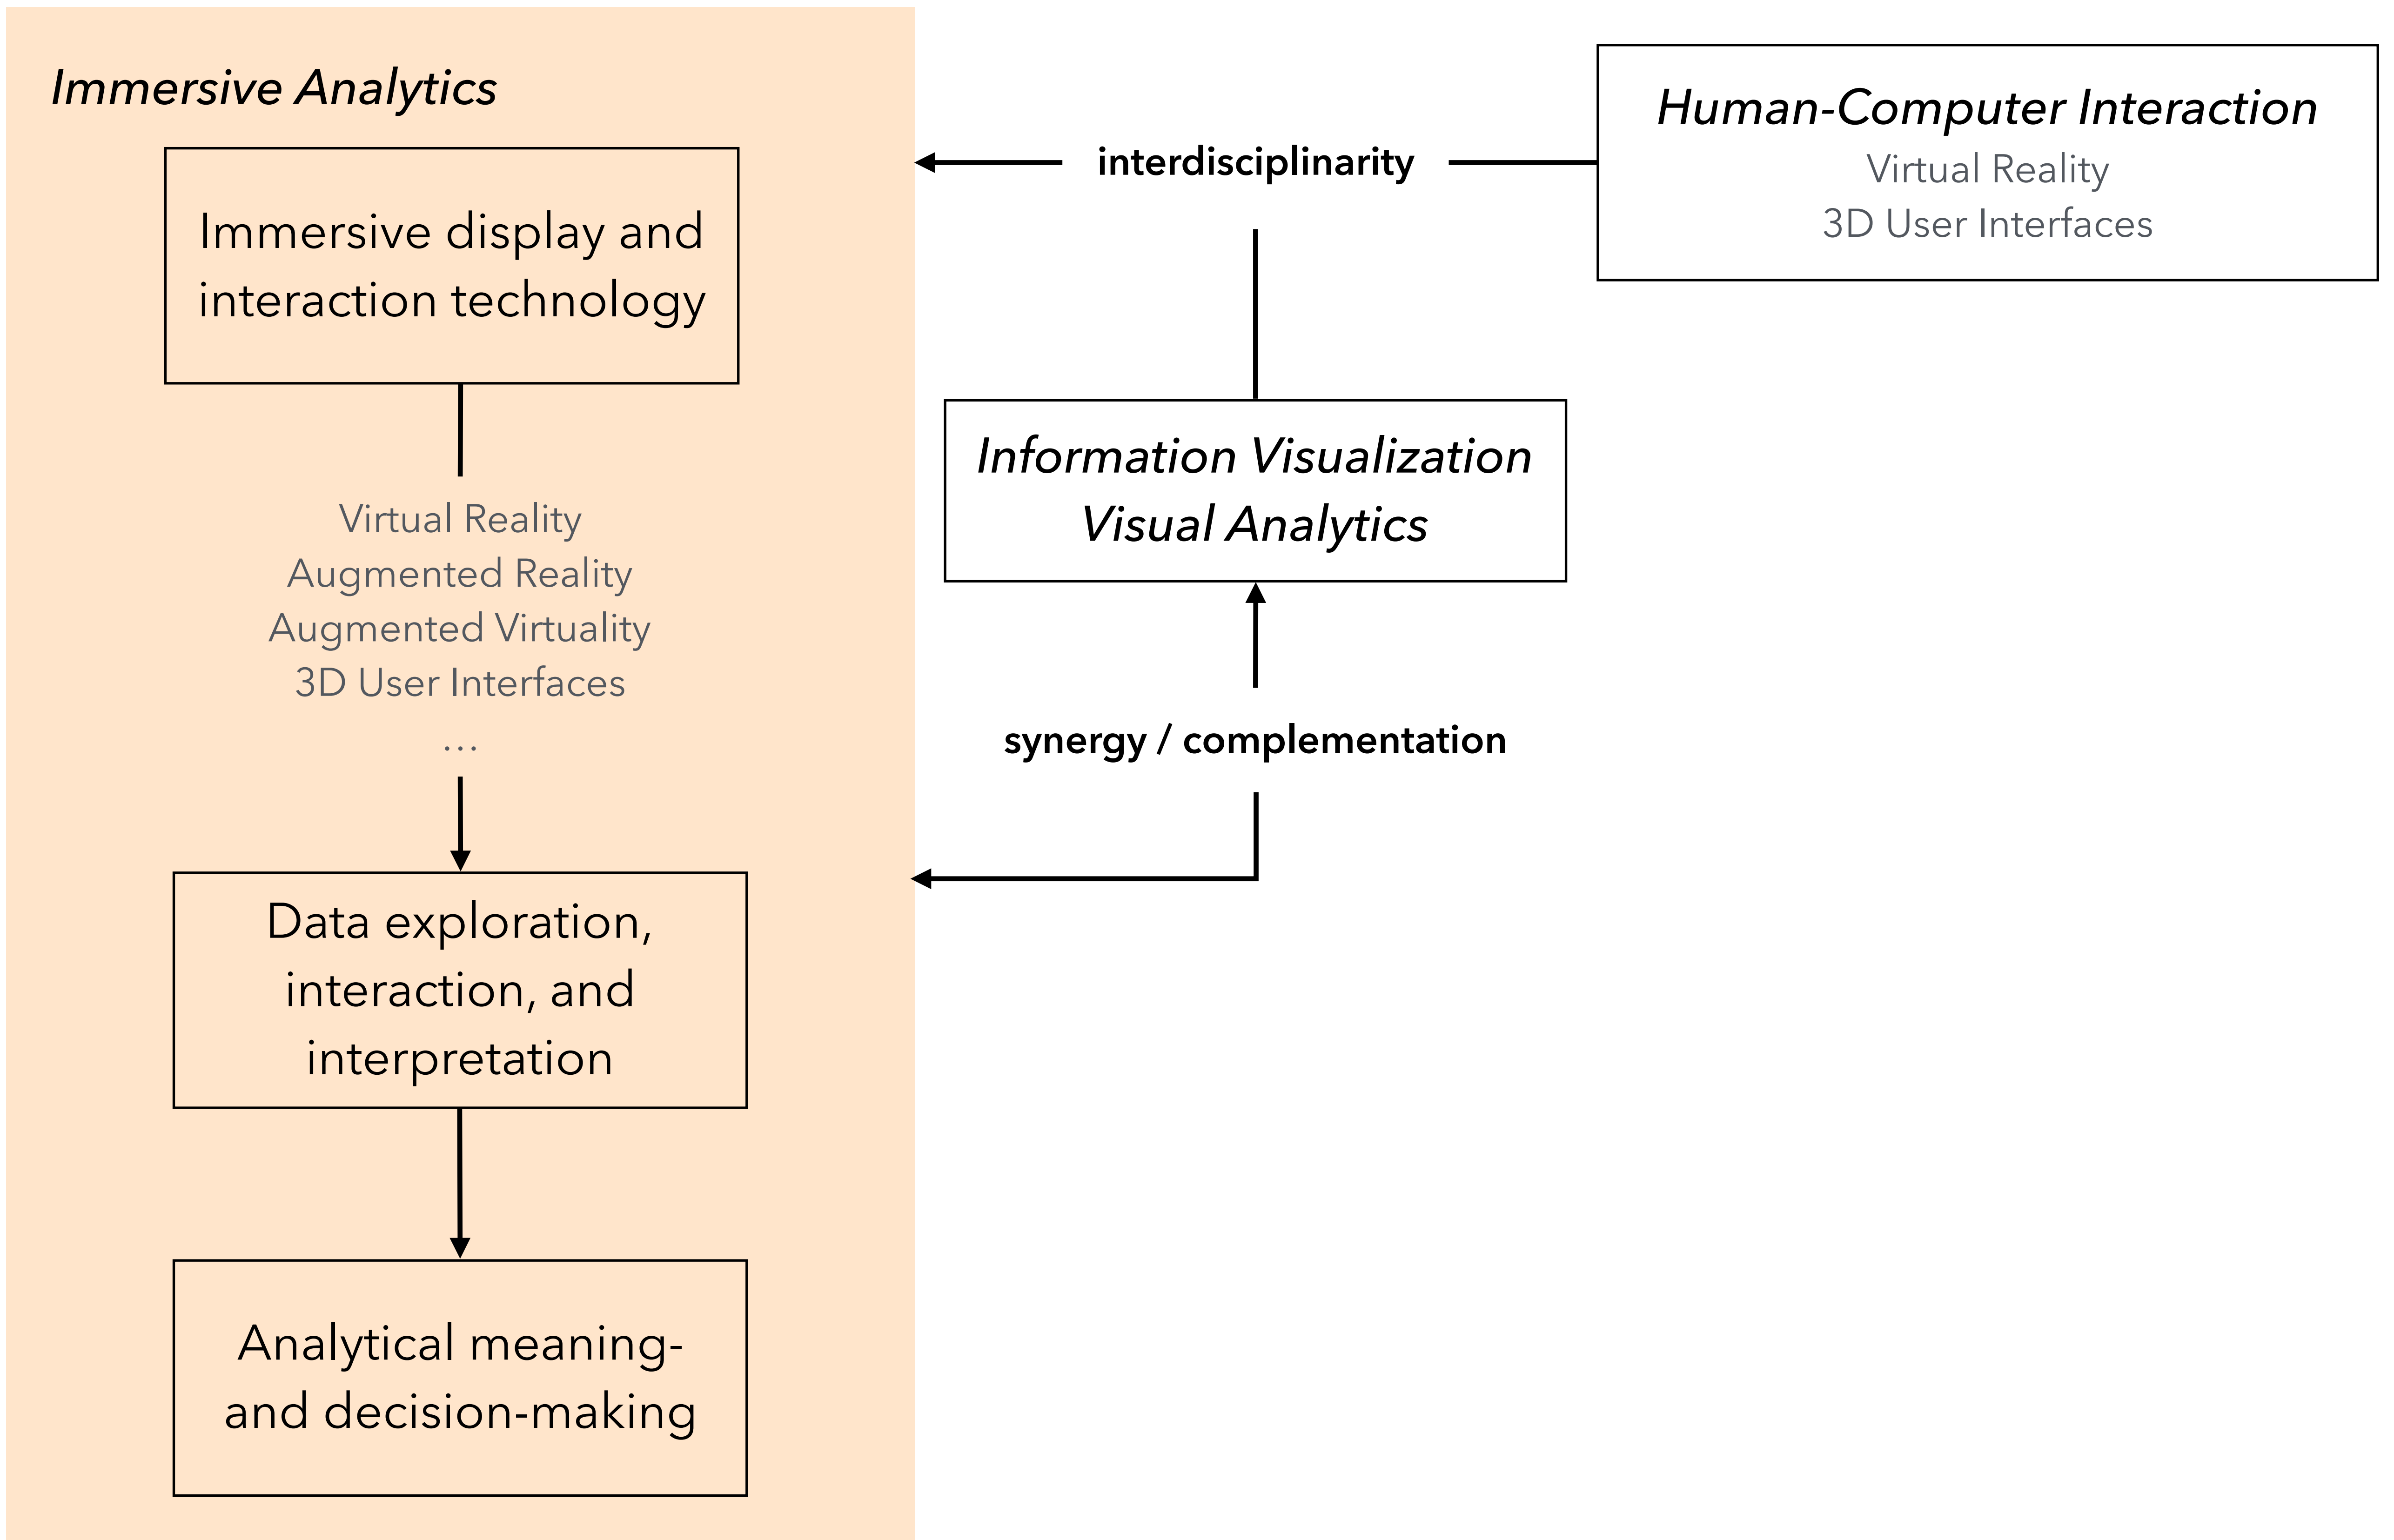 Immersive Analytics
Immersive display and
interaction technology
Virtual Reality
Augmented Reality
Augmented Virtuality
3D User Interfaces
...
Data exploration,
interaction, and
interpretation
Analytical meaning-
and decision-making
interdisciplinarity
Human-Computer Interaction
Virtual Reality
3D User Interfaces
Information Visualization
Visual Analytics
synergy / complementation